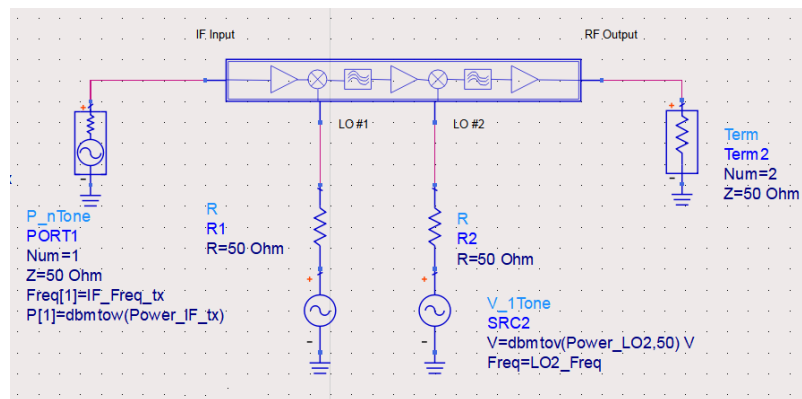 IF Input
RF Output
LO #1
LO #2
P_nTone
PORT1
Num=1
Z=50 Ohm
Freq[1]=IF_Freq_tx
P[1]=dbmtow(Power_IF_tx)
R
R1
R=50 Ohm
R
R2
R=50 Ohm
V_1Tone
SRC2
V=dbmtov(Power_LO2,50) V
Freq=LO2_Freq
Term
Term2
Num=2
Z=50 Ohm